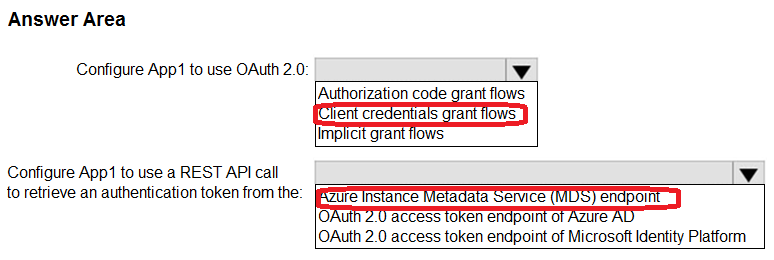 Answer Area
Configure App1 to use OAuth 2.0:
Authorization code grant flows
Client credentials grant flows
Implicit grant flows
Configure App1 to use a REST API call
to retrieve an authentication token from the:
Azure Instance Metadata Service (MDS) endpoint
OAuth 2.0 access token endpoint of Azure AD
OAuth 2.0 access token endpoint of Microsoft Identity Platform